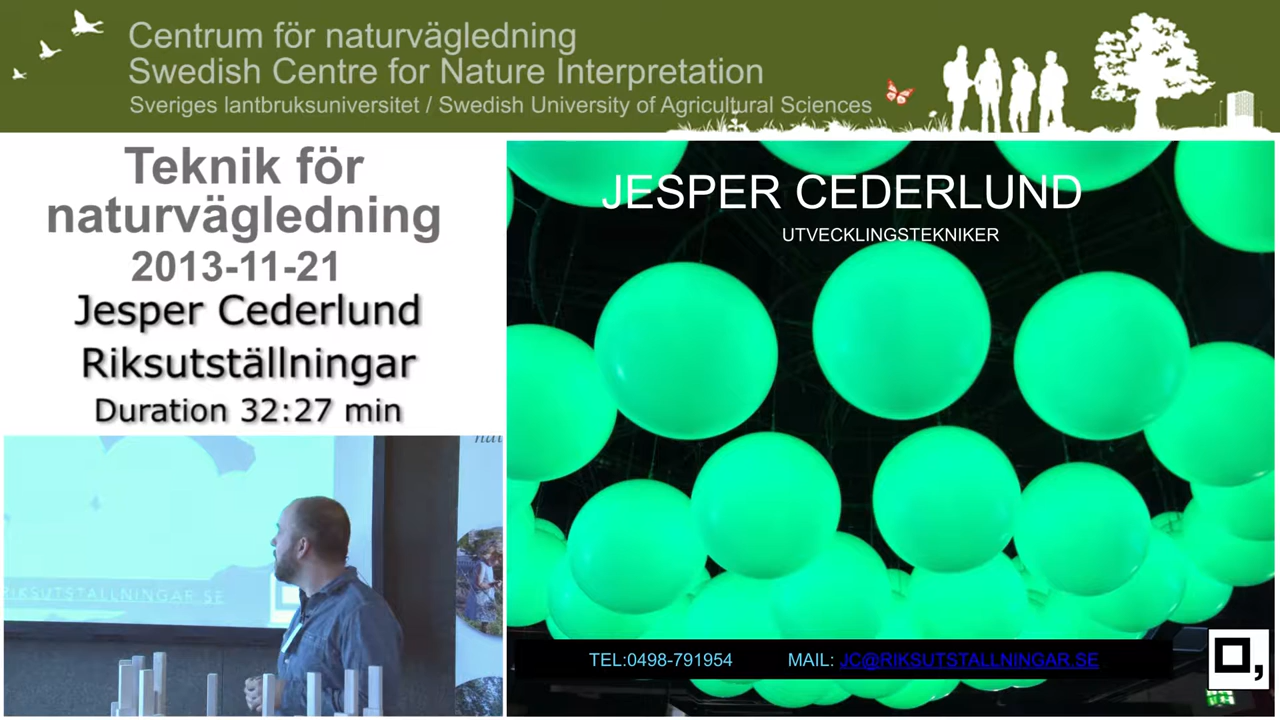 Centrum för naturvägledning
Swedish Centre for Nature Interpretation
Sveriges lantbruksuniversitet / Swedish University of Agricultural Sciences
Teknik för
naturvägledning
2013-11-21
Jesper Cederlund
Riksutställningar
Duration 32:27 min
RIKSUTSTALLNINGAR.SE
JESPER CEDERLUND
UTVECKLINGSTEKNIKER
TEL:0498-791954 MAIL: JC@RIKSUTSTALLNINGAR.SE